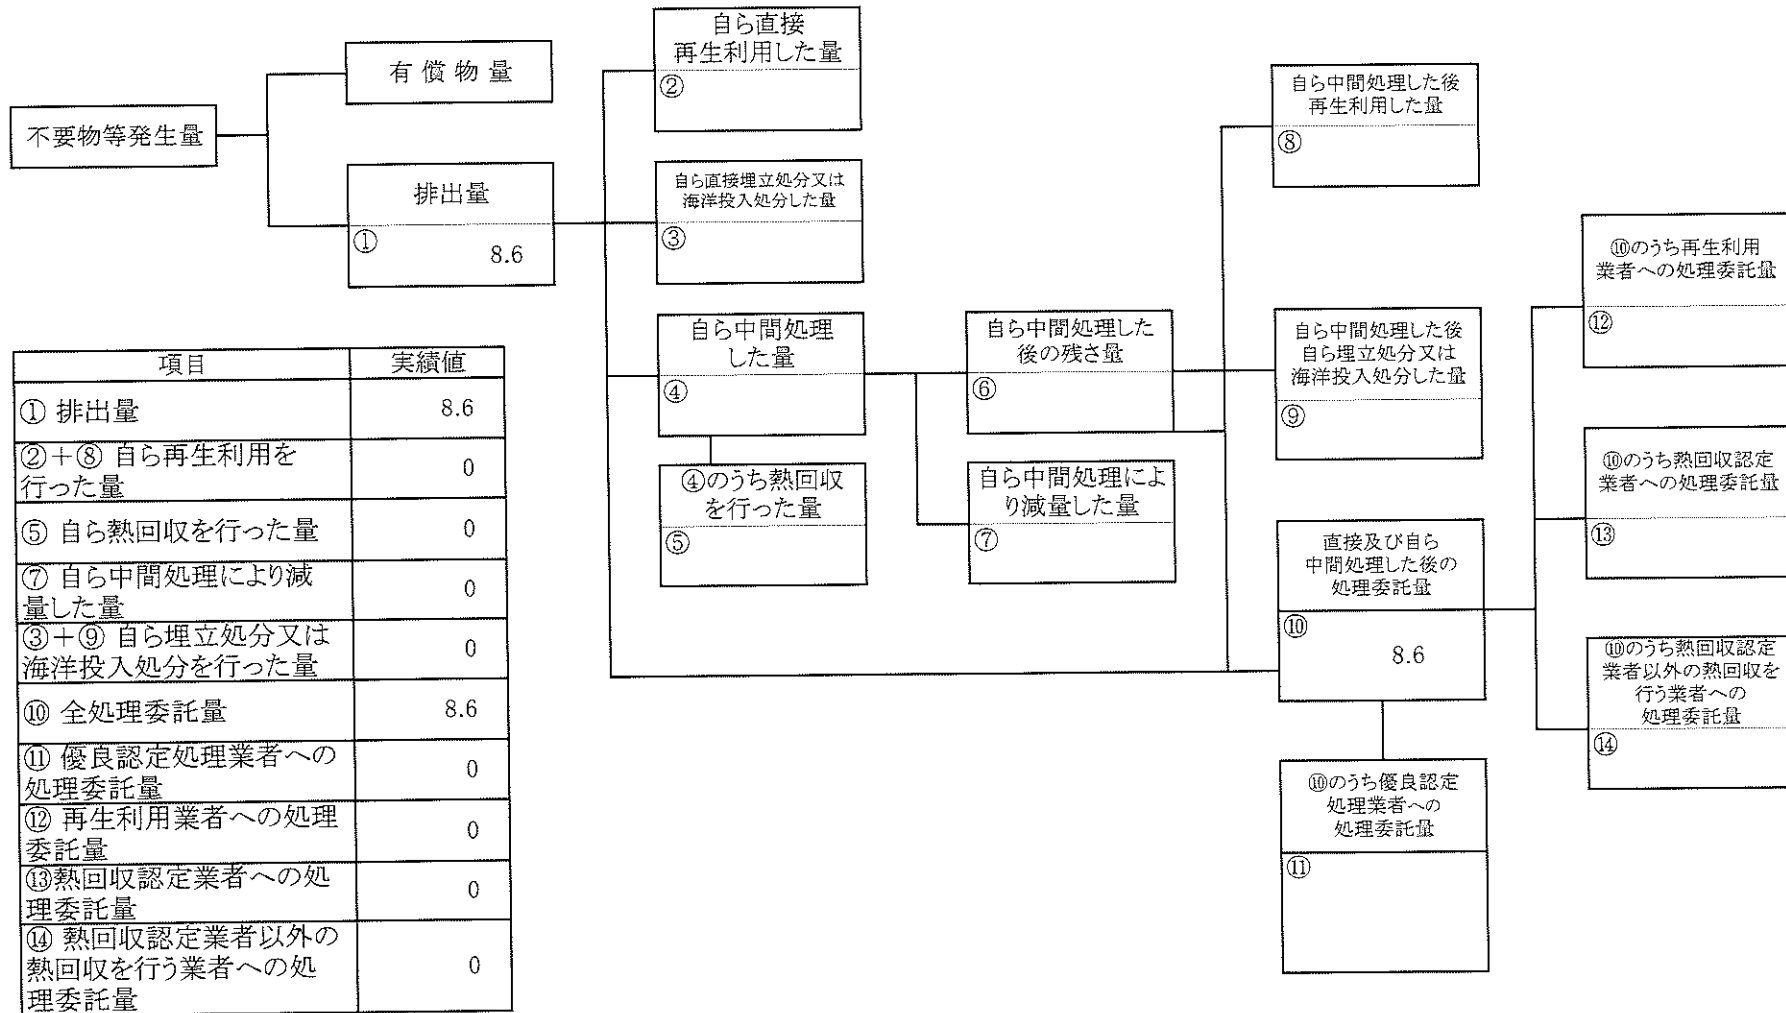 不要物等発生量
有償物量
排出量
①
8.6
自ら直接
再生利用した量
②
自ら直接埋立処分又は
海洋投入処分した量
③
自ら中間処理
した量
④
④のうち熱回収
を行った量
⑤
自ら中間処理した
後の残さ量
⑥
自ら中間処理によ
り減量した量
⑦
自ら中間処理した後
再生利用した量
⑧
自ら中間処理した後
自ら埋立処分又は
海洋投入処分した量
⑨
直接及び自ら
中間処理した後の
処理委託量
⑩
8.6
⑩のうち優良認定
処理業者への
処理委託量
⑪
⑩のうち再生利用
業者への処理委託量
⑫
⑩のうち熱回収認定
業者への処理委託量
⑬
⑩のうち熱回収認定
業者以外の熱回収を
行う業者への
処理委託量
⑭
項目 実績値
① 排出量 8.6
②+⑧ 自ら再生利用を
行った量 0
⑤ 自ら熱回収を行った量 0
⑦ 自ら中間処理により減
量した量 0
③+⑨ 自ら埋立処分又は
海洋投入処分を行った量 0
⑩ 全処理委託量 8.6
⑪ 優良認定処理業者への
処理委託量 0
⑫ 再生利用業者への処理
委託量 0
⑬熱回収認定業者への処
理委託量 0
⑭ 熱回収認定業者以外の
熱回収を行う業者への処
理委託量 0